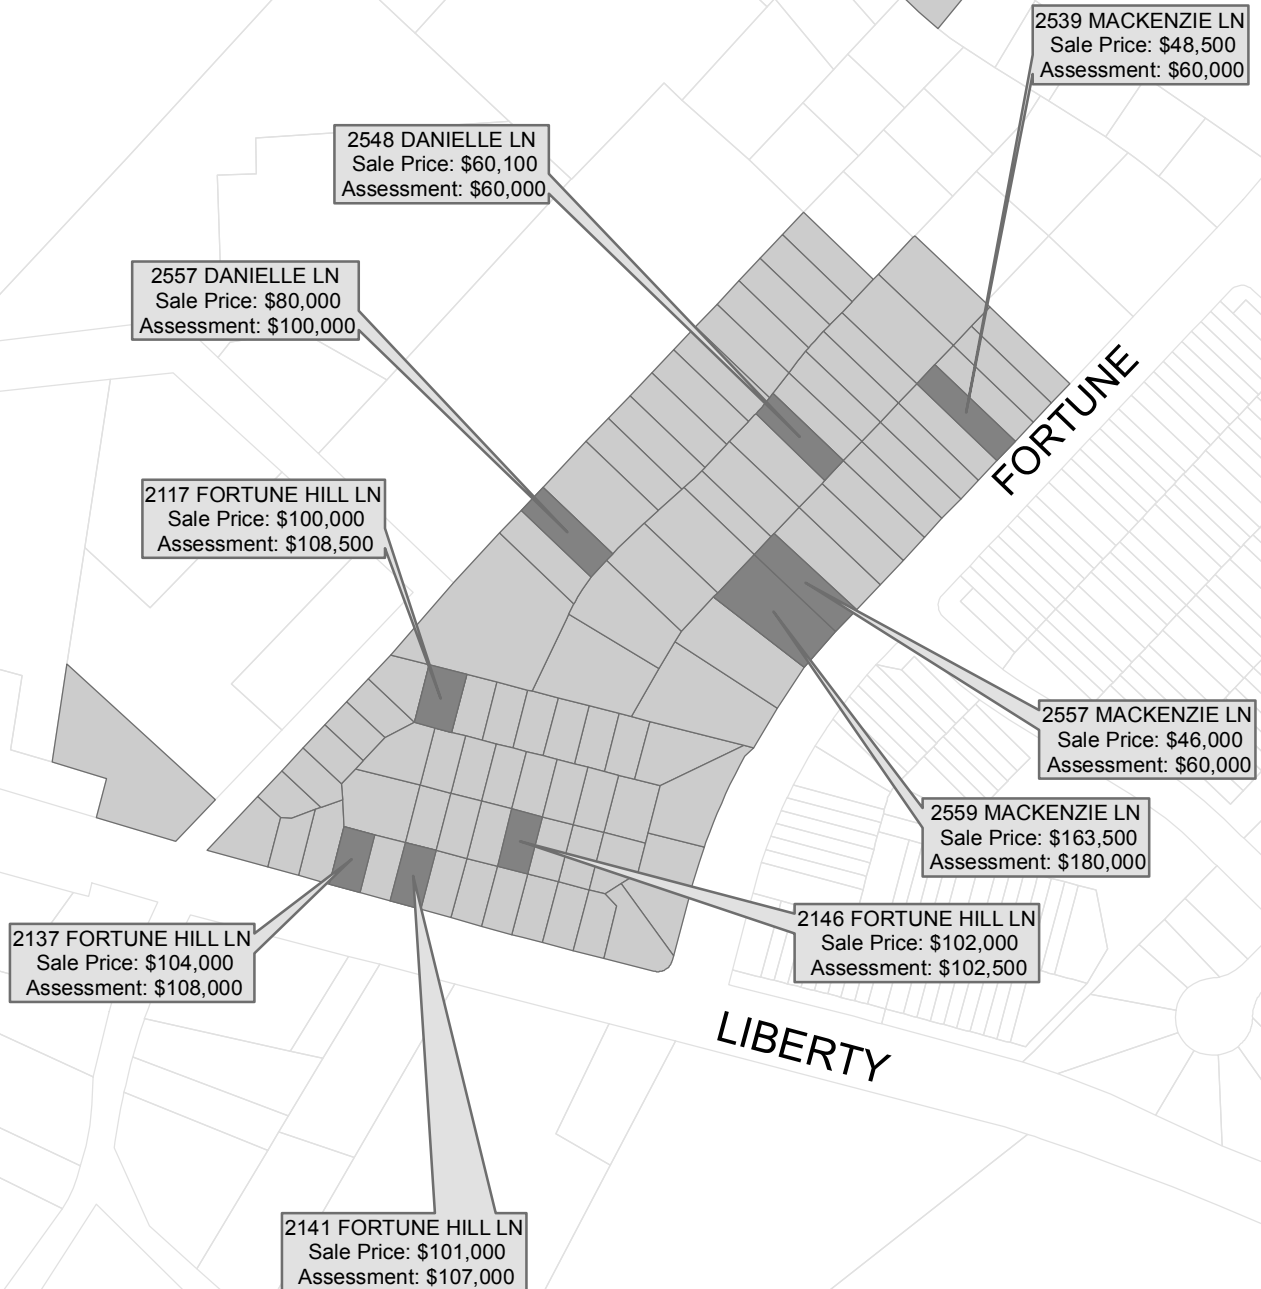 2539 MACKENZIE LN
Sale Price: $48,500
Assessment: $60,000
2548 DANIELLE LN
Sale Price: $60,100
Assessment: $60,000
2557 DANIELLE LN
Sale Price: $80,000
Assessment: $100,000
FORTUNE
2117 FORTUNE HILL LN
Sale Price: $100,000
Assessment: $108,500
2557 MACKENZIE LN
Sale Price: $46,000
Assessment: $60,000
2559 MACKENZIE LN
Sale Price: $163,500
Assessment: $180,000
2146 FORTUNE HILL LN
Sale Price: $102,000
Assessment: $102,500
2137 FORTUNE HILL LN
Sale Price: $104,000
Assessment: $108,000
LIBERTY
2141 FORTUNE HILL LN
Sale Price: $101,000
Assessment: $107,000